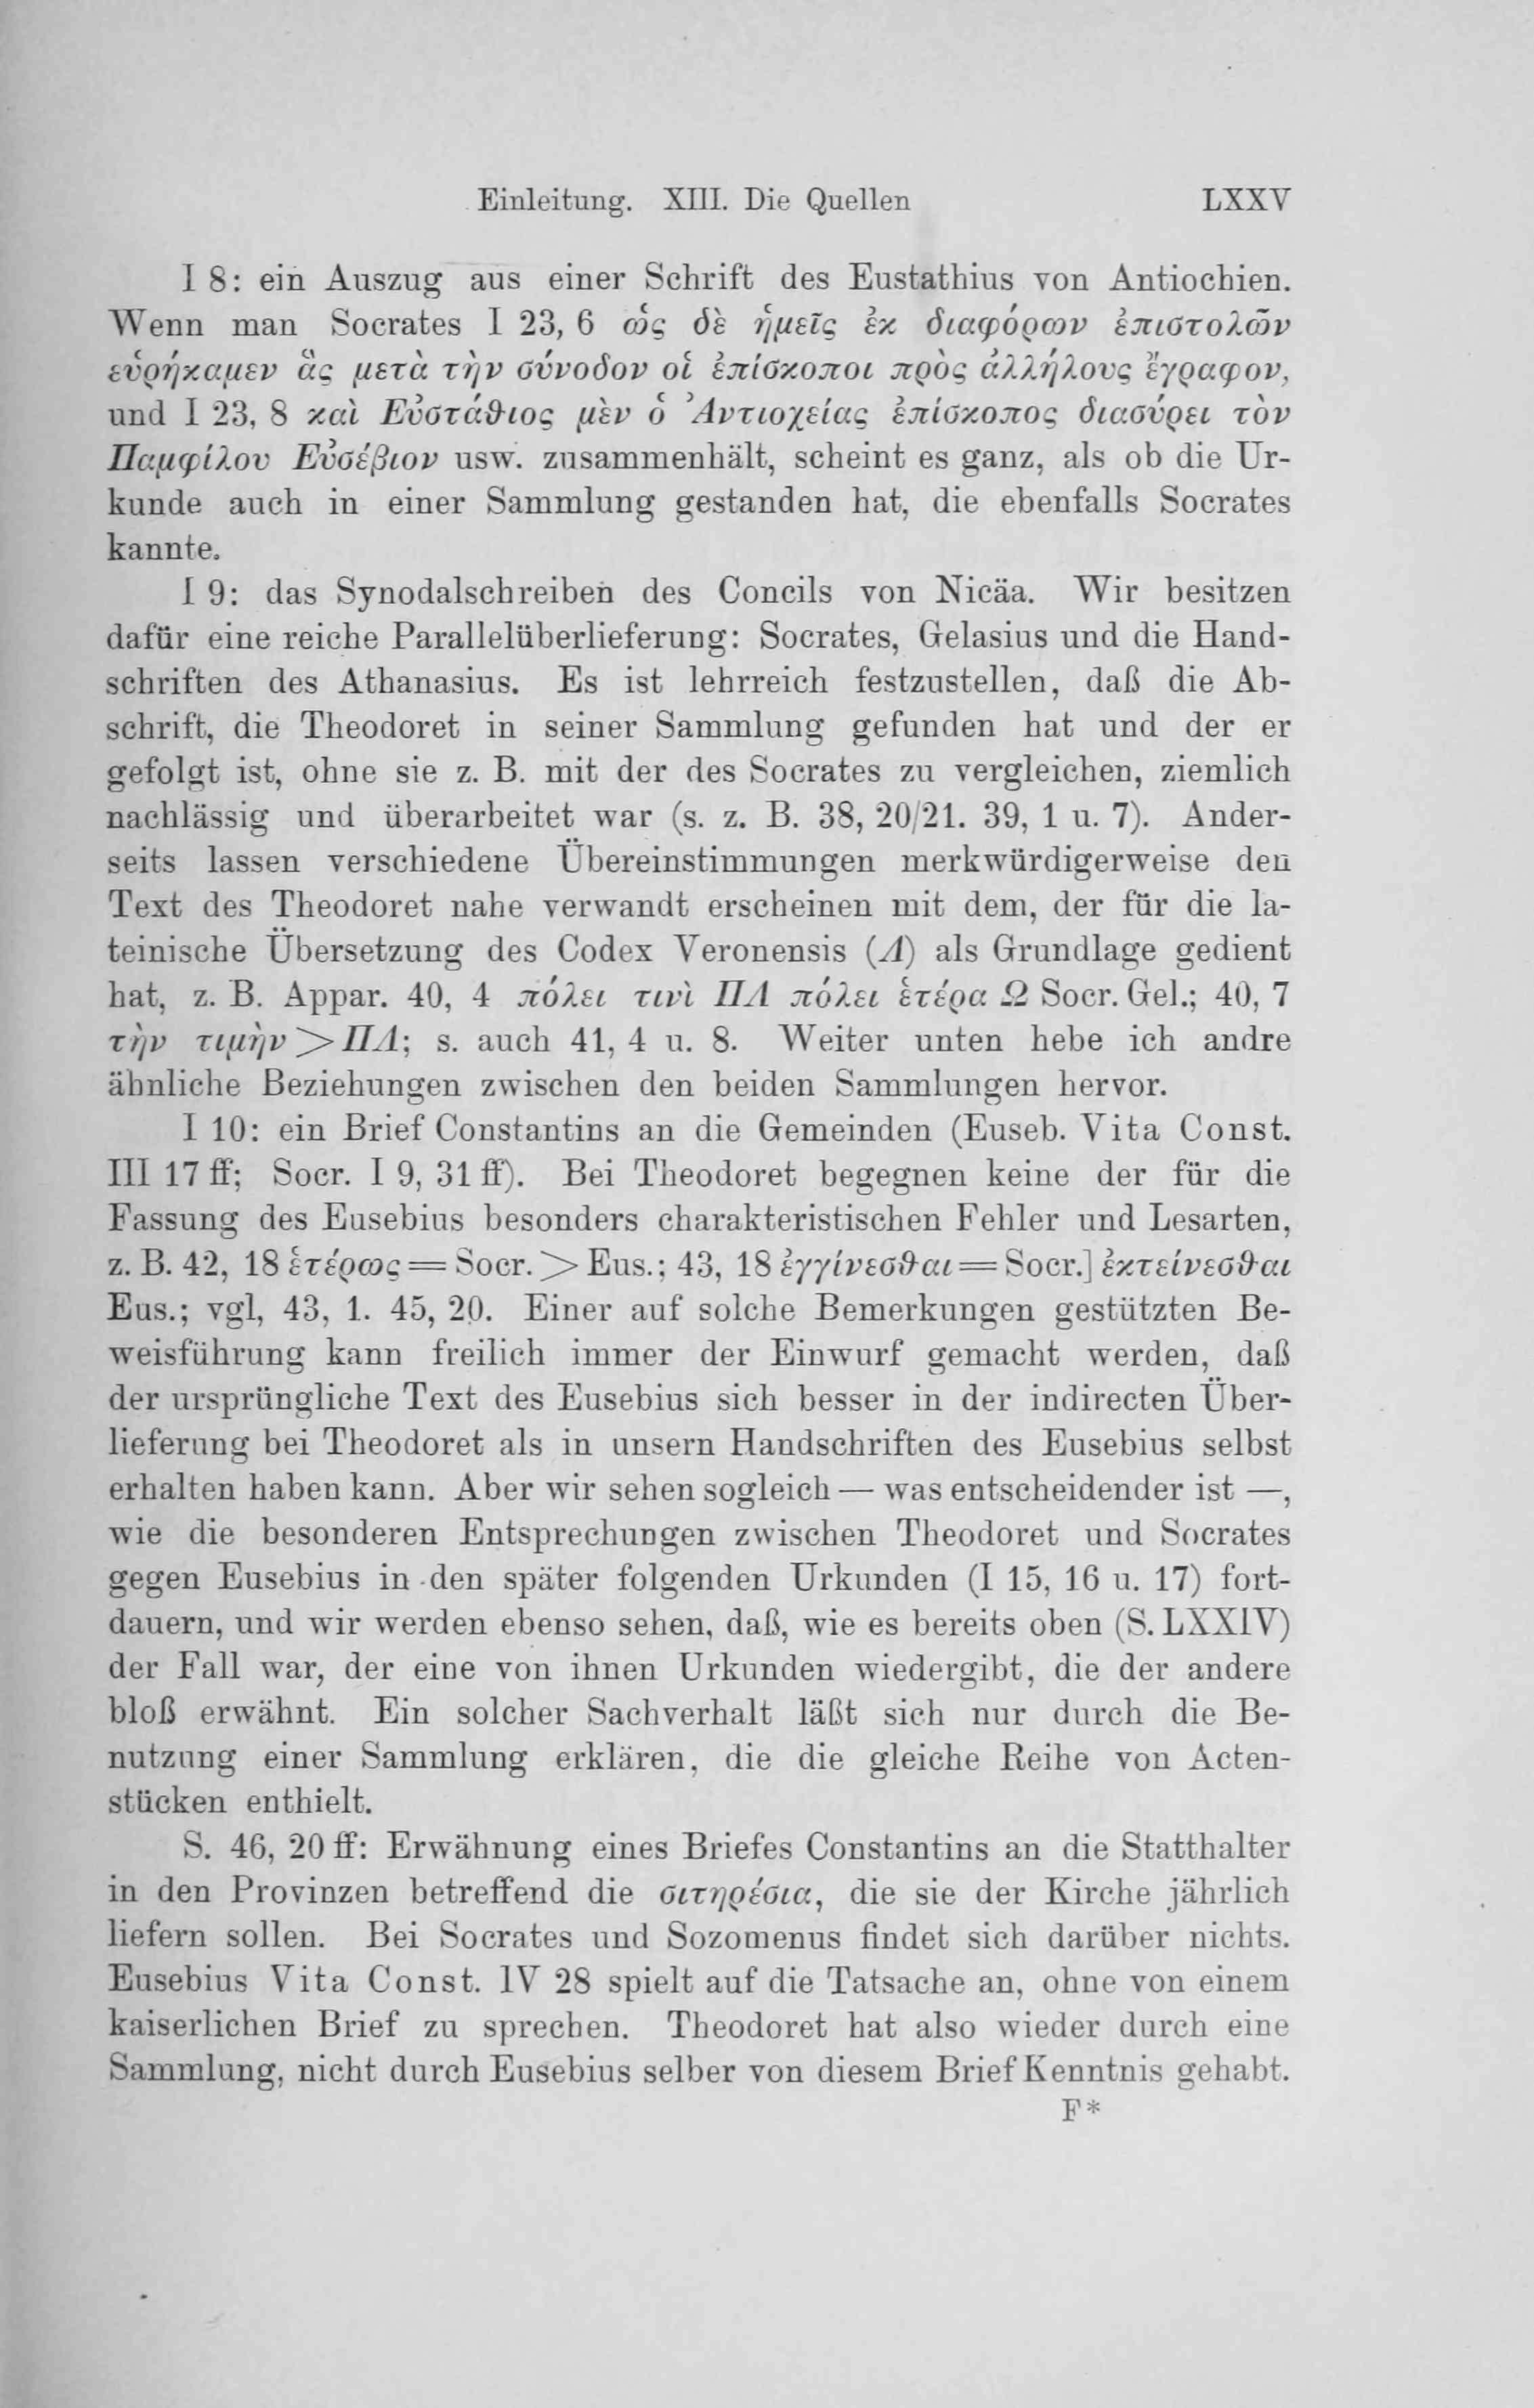 Einleitung. XIII. Die Quellen LXXV
I 8: ein Auszug aus einer Schrift des Eustathius von Antiochien.
Wenn man Socrates I 23, 6 ὡς δὲ ἡμεῖς ἐκ διαφόρων ἐπιστολῶν
εὑρήκαμεν ἃς μετὰ τὴν σύνοδον οἱ ἐπίσκοποι πρὸς ἀλλήλους ἔγραφον,
und I 23, 8 καὶ Εὐστάθιος μὲν ὁ Ἀντιοχείας ἐπίσκοπος διασύρει τὸν
Παμφίλου Εὐσέβιον usw. zusammenhält, scheint es ganz, als ob die Ur-
kunde auch in einer Sammlung gestanden hat, die ebenfalls Socrates
kannte.
I 9: das Synodalschreiben des Concils von Nicäa. Wir besitzen
dafür eine reiche Parallelüberlieferung: Socrates, Gelasius und die Hand-
schriften des Athanasius. Es ist lehrreich festzustellen, daß die Ab-
schrift, die Theodoret in seiner Sammlung gefunden hat und der er
gefolgt ist, ohne sie z. B. mit der des Socrates zu vergleichen, ziemlich
nachlässig und überarbeitet war (s. z. B. 38, 20/21. 39, 1 u. 7). Ander-
seits lassen verschiedene Übereinstimmungen merkwürdigerweise den
Text des Theodoret nahe verwandt erscheinen mit dem, der für die la-
teinische Übersetzung des Codex Veronensis (Λ) als Grundlage gedient
hat, z. B. Appar. 40, 4 πόλει τινὶ ΠΛ πόλει ἑτέρα Ω Socr. Gel.; 40, 7
τὴν τιμὴν > ΠΛ; s. auch 41, 4 u. 8. Weiter unten hebe ich andre
ähnliche Beziehungen zwischen den beiden Sammlungen hervor.
I 10: ein Brief Constantins an die Gemeinden (Euseb. Vita Const.
III 17 ff; Socr. I 9, 31 ff). Bei Theodoret begegnen keine der für die
Fassung des Eusebius besonders charakteristischen Fehler und Lesarten,
z. B. 42, 18 ἑτέρως = Socr. > Eus.; 43, 18 ἐγγίνεσθαι = Socr.] ἐκτείνεσθαι
Eus.; vgl, 43, 1. 45, 20. Einer auf solche Bemerkungen gestützten Be-
weisführung kann freilich immer der Einwurf gemacht werden, daß
der ursprüngliche Text des Eusebius sich besser in der indirecten Über-
lieferung bei Theodoret als in unsern Handschriften des Eusebius selbst
erhalten haben kann. Aber wir sehen sogleich — was entscheidender ist —,
wie die besonderen Entsprechungen zwischen Theodoret und Socrates
gegen Eusebius in den später folgenden Urkunden (I 15, 16 u. 17) fort-
dauern, und wir werden ebenso sehen, daß, wie es bereits oben (S. LXXIV)
der Fall war, der eine von ihnen Urkunden wiedergibt, die der andere
bloß erwähnt. Ein solcher Sachverhalt läßt sich nur durch die Be-
nutzung einer Sammlung erklären, die die gleiche Reihe von Acten-
stücken enthielt.
S. 46, 20 ff: Erwähnung eines Briefes Constantins an die Statthalter
in den Provinzen betreffend die σιτηρέσια, die sie der Kirche jährlich
liefern sollen. Bei Socrates und Sozomenus findet sich darüber nichts.
Eusebius Vita Const. IV 28 spielt auf die Tatsache an, ohne von einem
kaiserlichen Brief zu sprechen. Theodoret hat also wieder durch eine
Sammlung, nicht durch Eusebius selber von diesem Brief Kenntnis gehabt.
F*